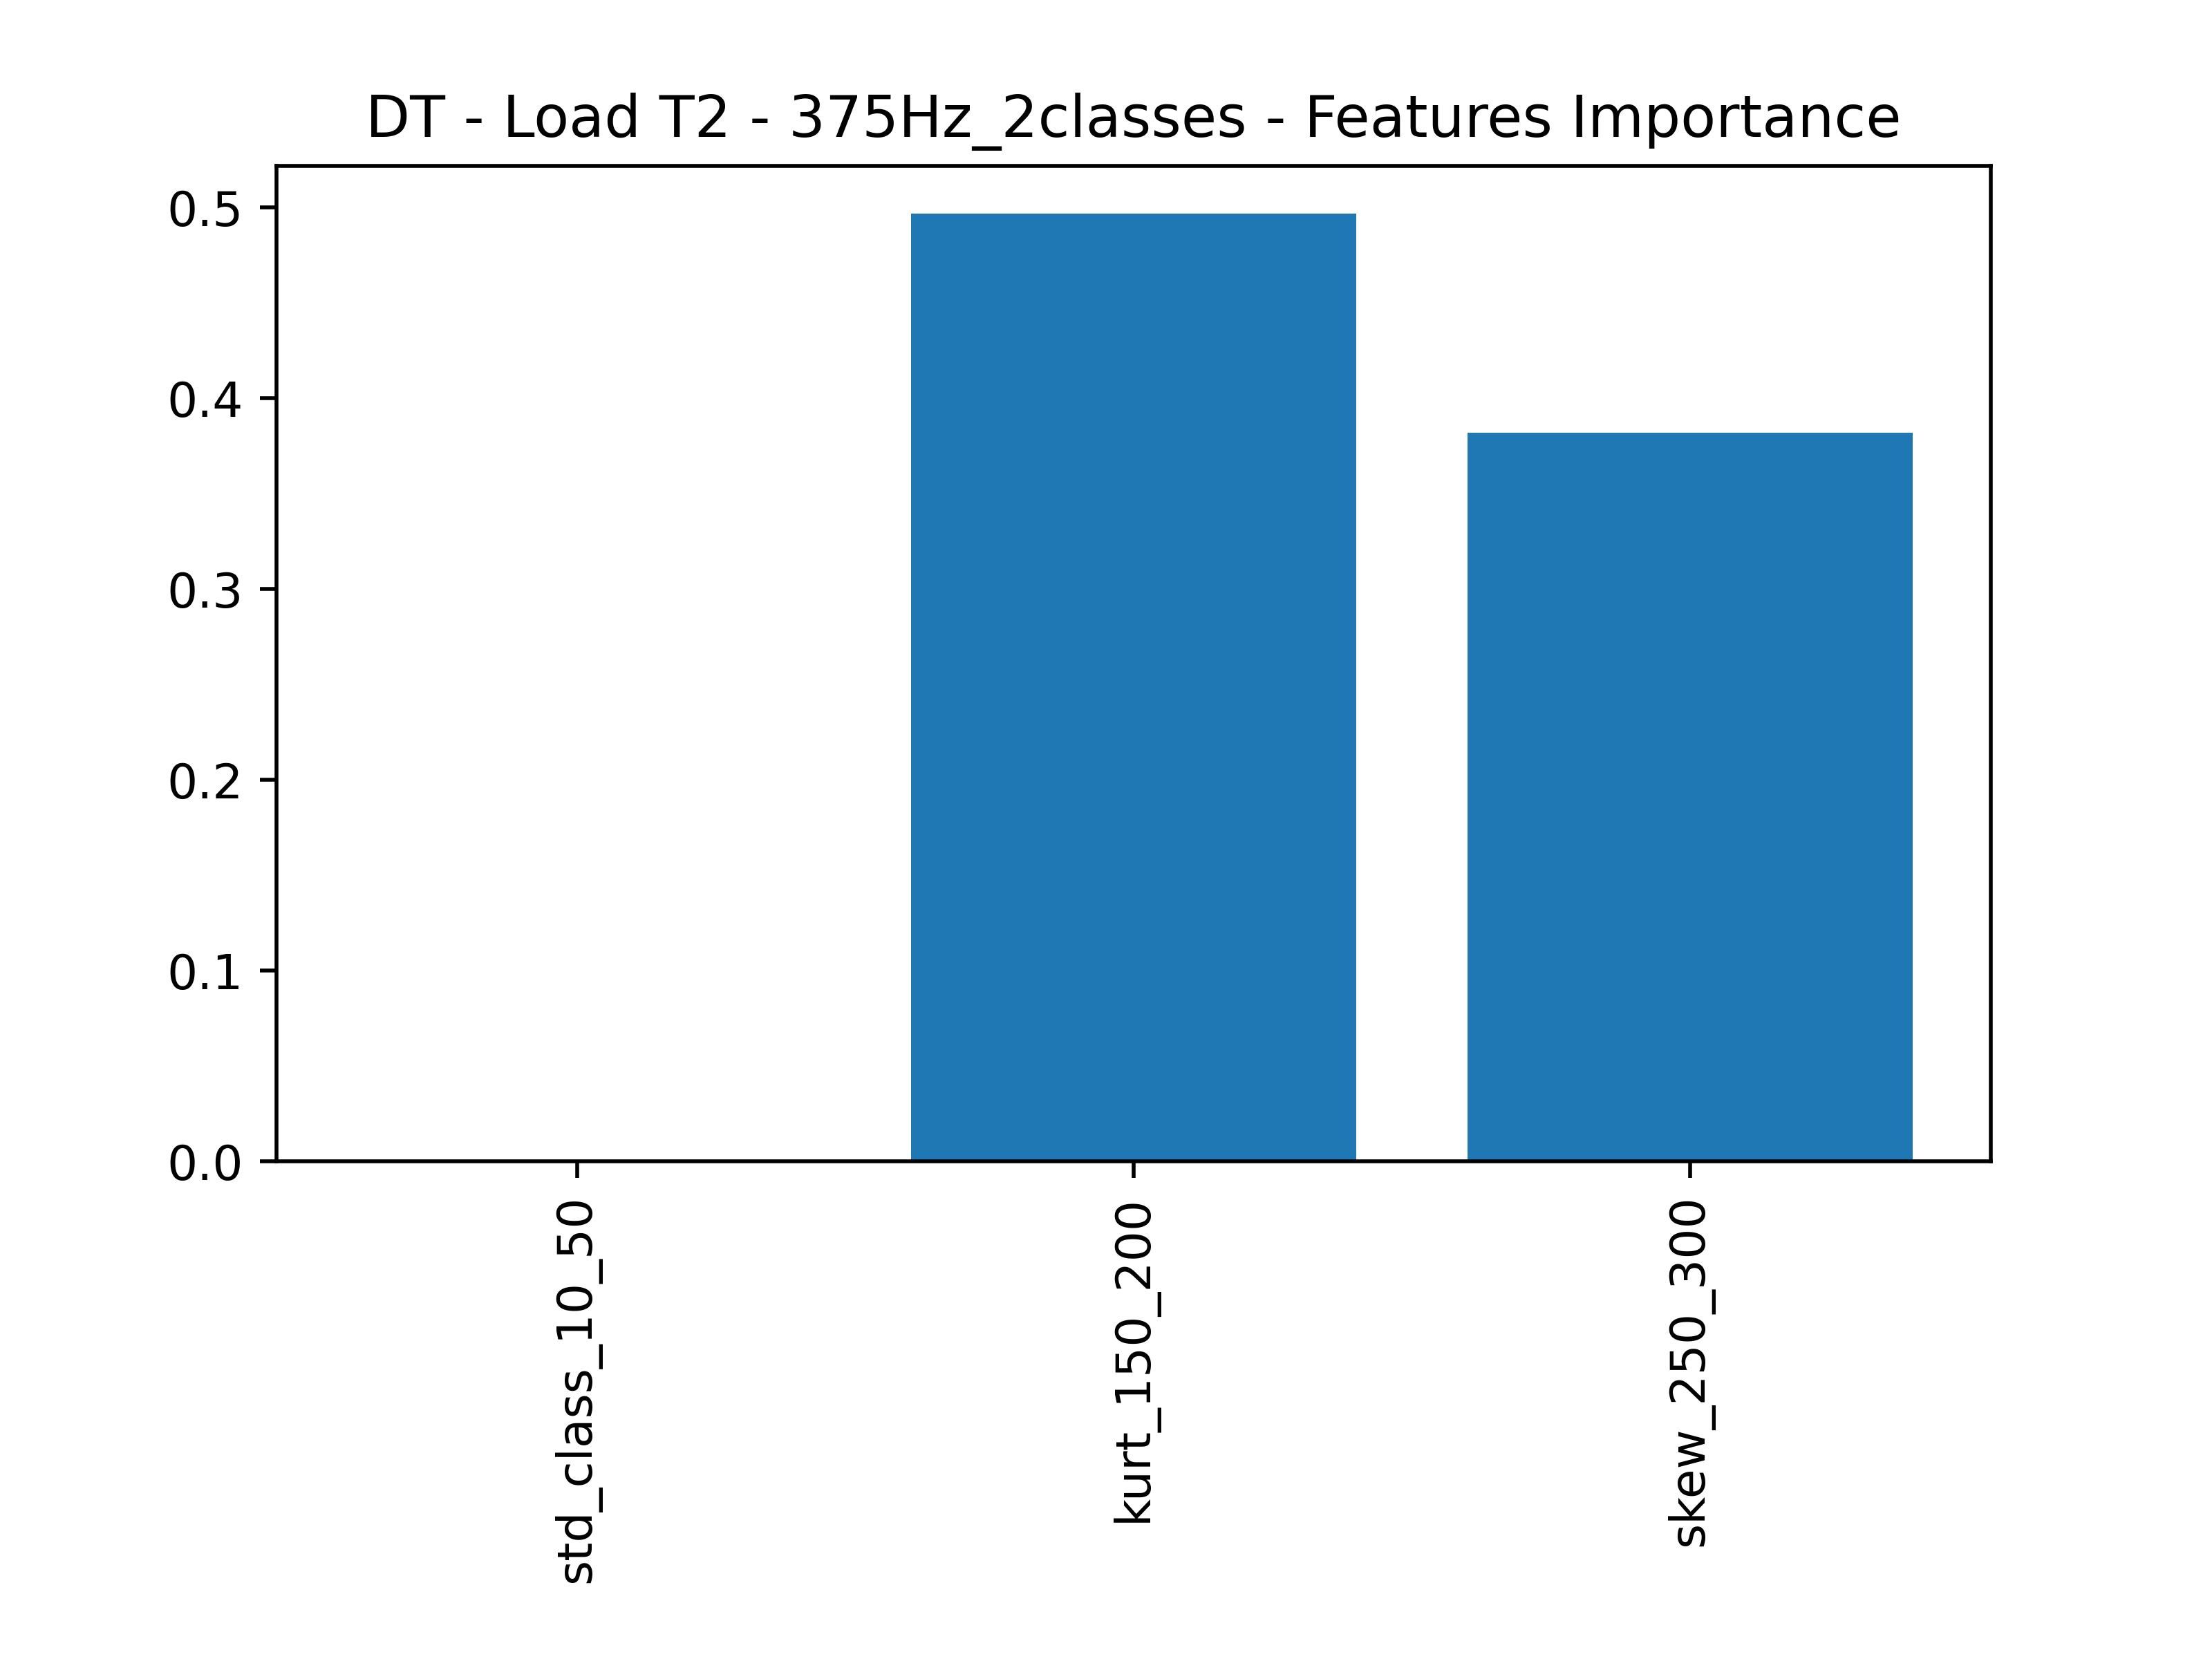 DT - Load T2 - 375Hz_2classes - Features Importance
0.5
0.4
0.3
0.2
0.1
0.0
std_class_10_50
kurt_150_200
skew_250_300